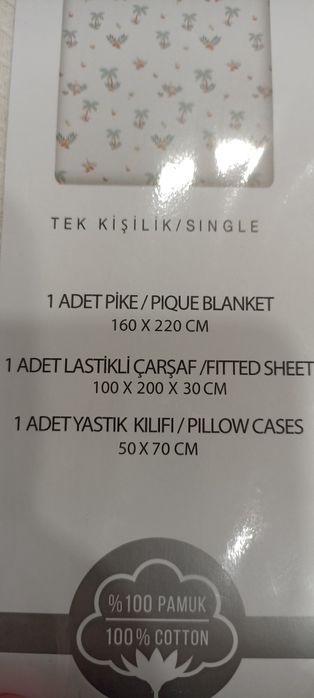 TEK KİŞİLİK/SINGLE
1 ADET PİKE / PIQUE BLANKET
160 X 220 CM
1 ADET LASTİKLİ ÇARŞAF /FITTED SHEET
100 X 200 X 30 CM
1 ADET YASTIK KILIFI / PILLOW CASES
50 X 70 CM
%100 PAMUK
100% COTTON